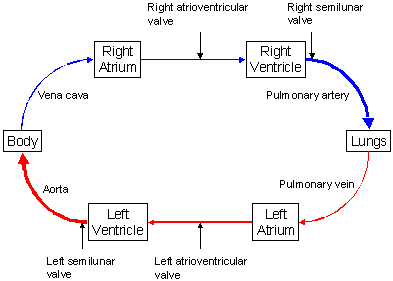 Right atrioventricular
valve
Right semilunar
valve
Right
Atrium
Right
Ventricle
Vena cava
Pulmonary artery
Body
Lungs
Aorta
Pulmonary vein
Left
Ventricle
Left
Atrium
Left semilunar
valve
Left atrioventricular
valve